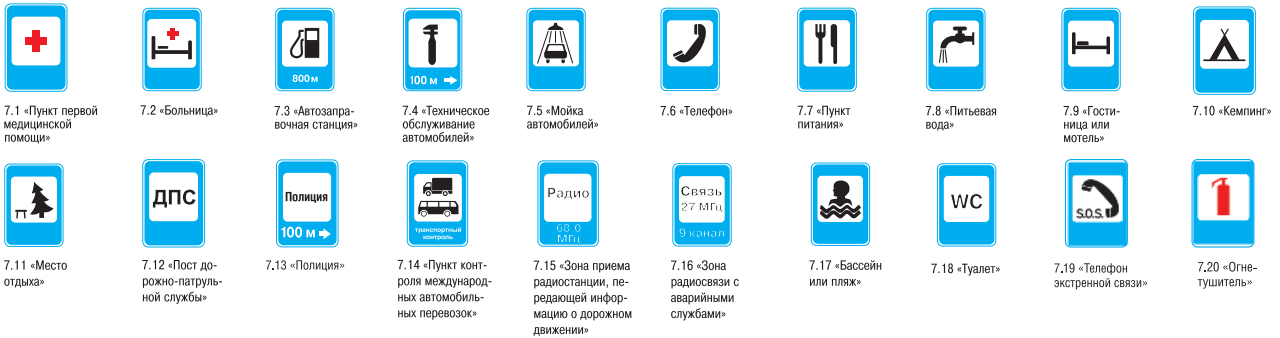 800 м
100 м
7.1 «Пункт первой
медицинской
помощи»
7.2 «Больница»
7.3 «Автозапра-
вочная станция»
7.4 «Техническое
обслуживание
автомобилей»
7.5 «Мойка
автомобилей»
7.6 «Телефон»
7.7 «Пункт
питания»
7.8 «Питьевая
вода»
7.9 «Гости-
ница или
мотель»
7.10 «Кемпинг»
ДПС
Полиция
100 м
транспортный
контроль
Радио
68.0
МГц
Связь
27 МГц
9 канал
WC
S.O.S.
7.11 «Место
отдыха»
7.12 «Пост до-
рожно-патруль-
ной службы»
7.13 «Полиция»
7.14 «Пункт конт-
роля международ-
ных автомобиль-
ных перевозок»
7.15 «Зона приема
радиостанции, пе-
редающей инфор-
мацию о дорожном
движении»
7.16 «Зона
радиосвязи с
аварийными
службами»
7.17 «Бассейн
или пляж»
7.18 «Туалет»
7.19 «Телефон
экстренной связи»
7.20 «Огне-
тушитель»